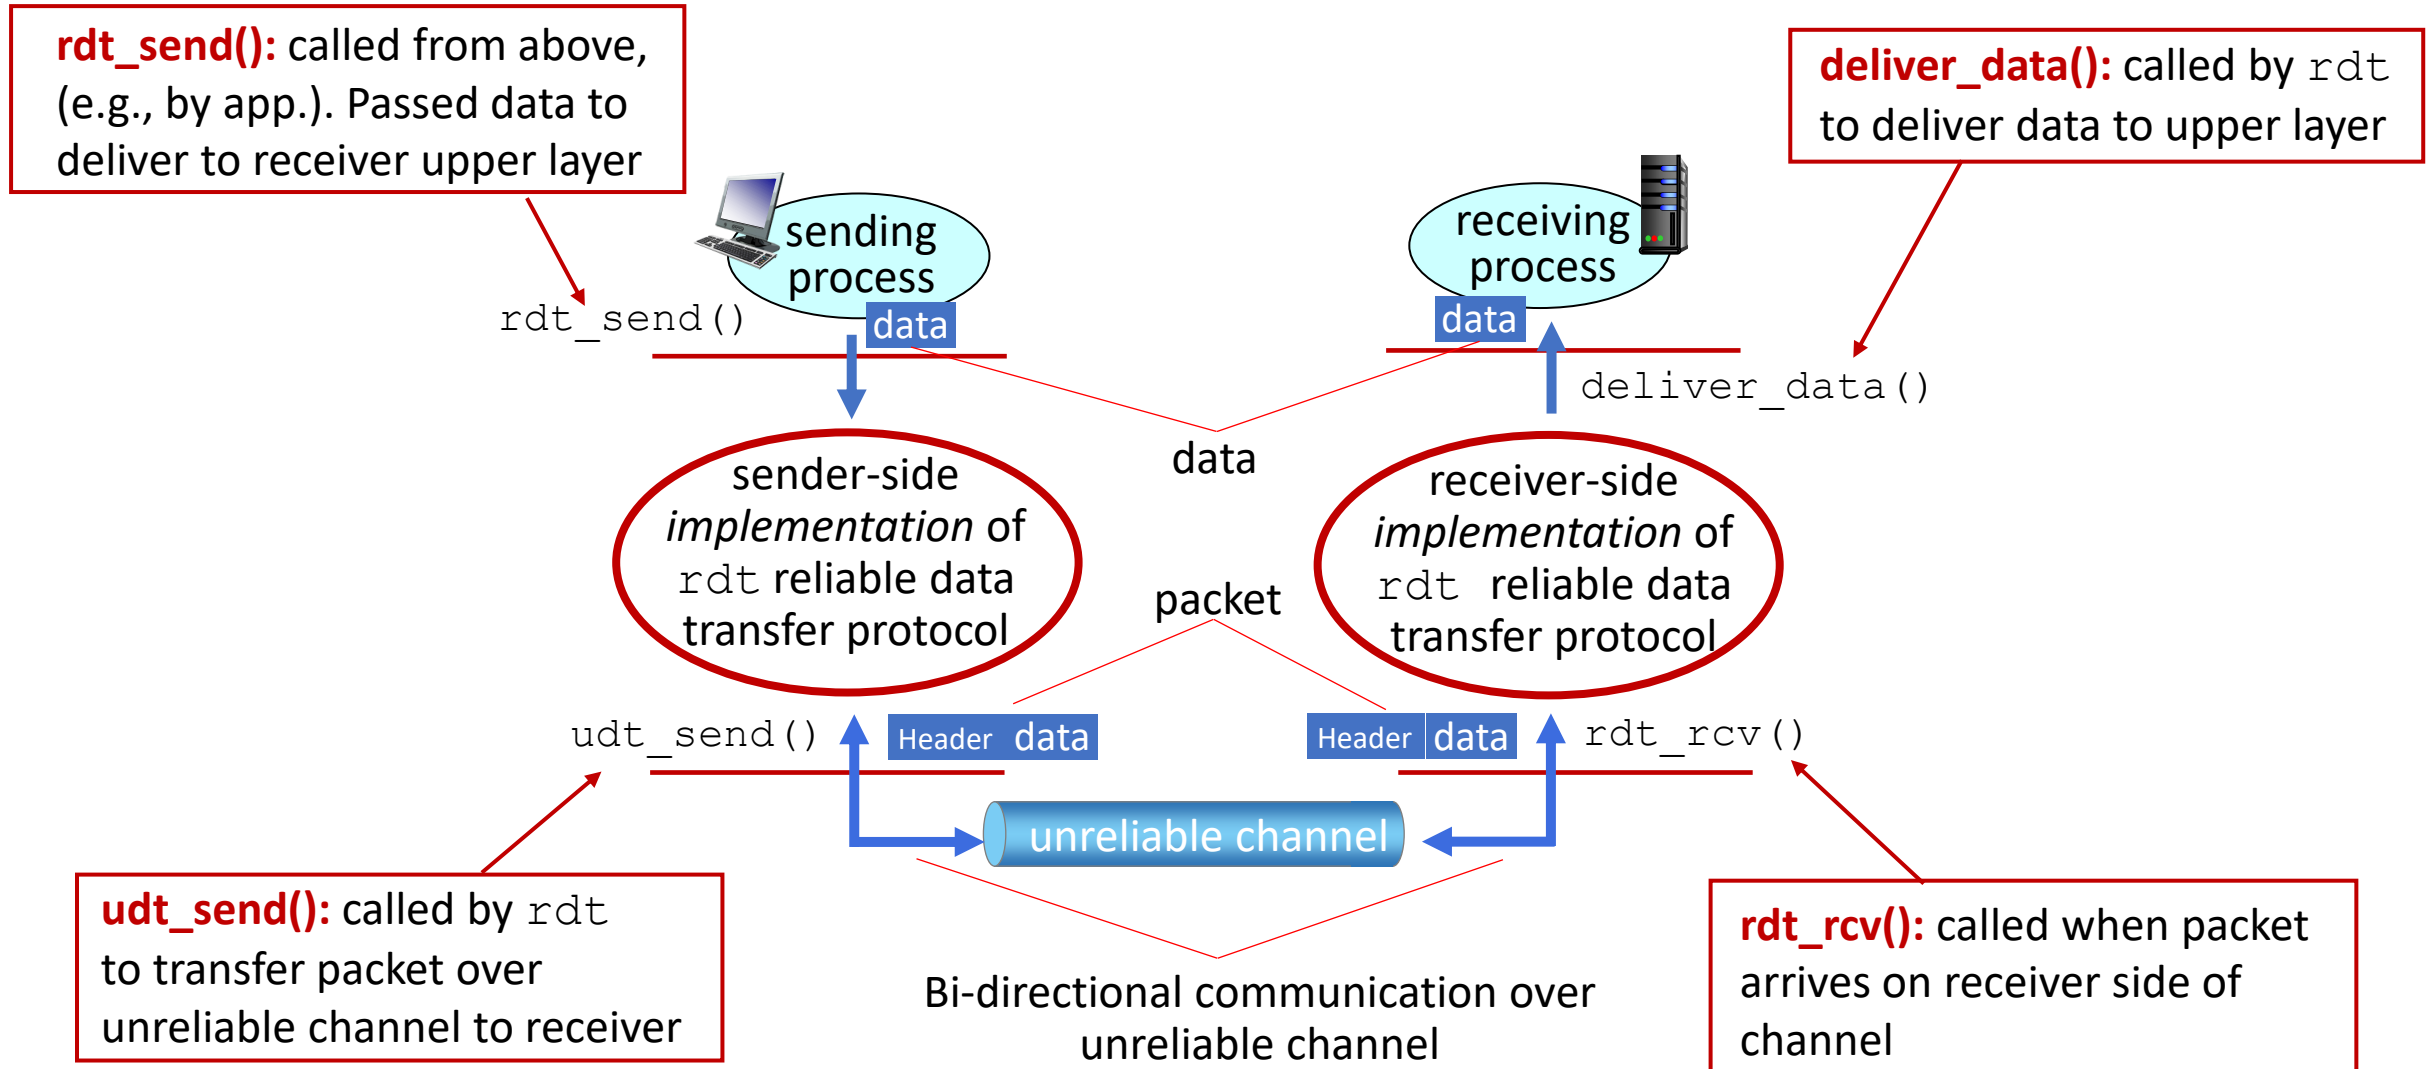 rdt_send(): called from above,
(e.g., by app.). Passed data to
deliver to receiver upper layer
deliver_data(): called by rdt
to deliver data to upper layer
sending
process
receiving
process
rdt_send()
data
data
deliver_data()
data
sender-side
implementation of
rdt reliable data
transfer protocol
receiver-side
implementation of
rdt reliable data
transfer protocol
packet
udt_send()
Header data
Header data
rdt_rcv()
unreliable channel
udt_send(): called by rdt
to transfer packet over
unreliable channel to receiver
Bi-directional communication over
unreliable channel
rdt_rcv(): called when packet
arrives on receiver side of
channel